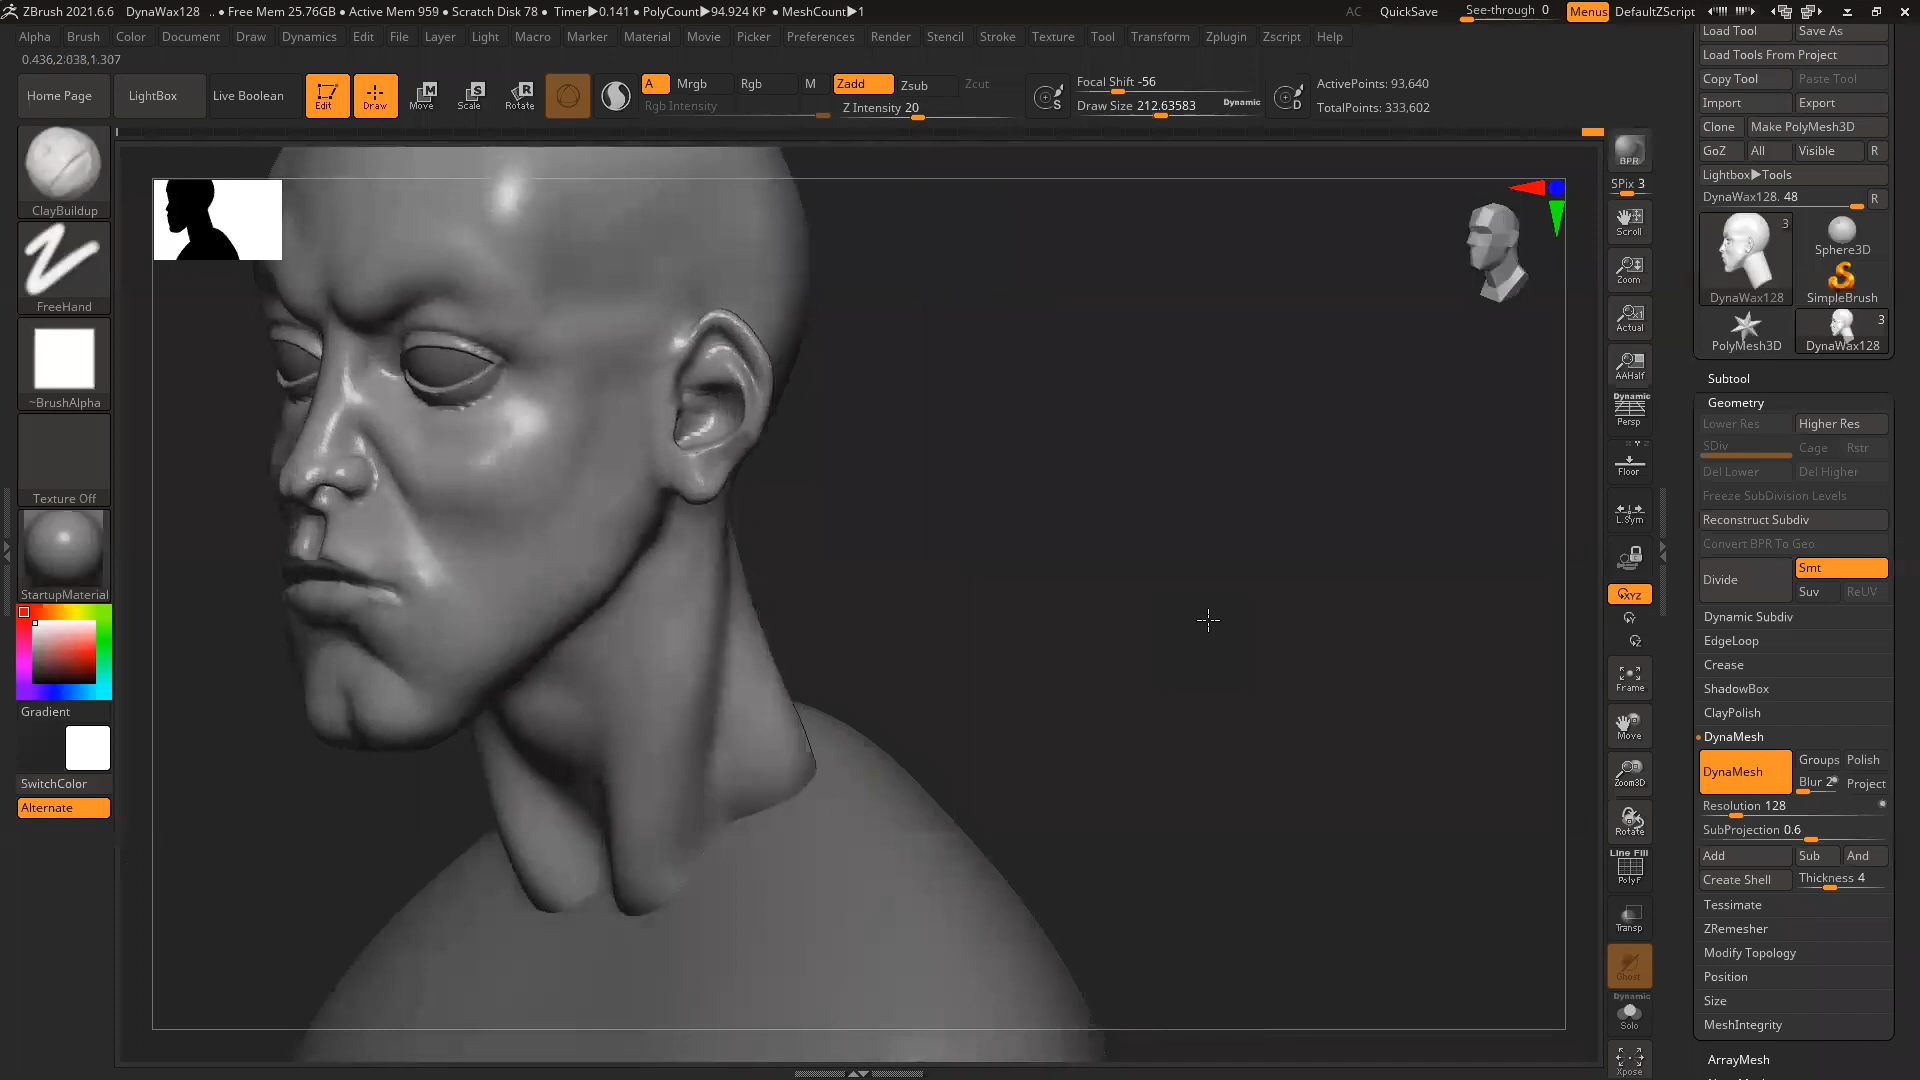 ZBrush 2021.6.6 DynaWax128 .. • Free Mem 25.76GB • Active Mem 959 • Scratch Disk 78 • Timer▶0.141 • PolyCount▶94.924 KP • MeshCount▶1 AC QuickSave See-through 0 Menus DefaultZScript
Alpha Brush Color Document Draw Dynamics Edit File Layer Light Macro Marker Material Movie Picker Preferences Render Stencil Stroke Texture Tool Transform Zplugin Zscript Help
0.436,2.038,1.307
Home Page LightBox Live Boolean Edit Draw Move Scale Rotate
M S R
A Mrgb Rgb M Zadd Zsub Zcut
Rgb Intensity Z Intensity 20
S Focal Shift -56
Draw Size 212.63583 Dynamic
D ActivePoints: 93,640
TotalPoints: 333,602
ClayBuildup
FreeHand
~BrushAlpha
Texture Off
StartupMaterial
Gradient
SwitchColor
Alternate
BPR
SPix 3
Scroll
Zoom
Actual
AAHalf
Dynamic
Persp
Floor
L.Sym
XYZ
Y
Z
Frame
Move
Zoom3D
Rotate
Line Fill
PolyF
Transp
Ghost
Dynamic
Solo
Xpose
Load Tool Save As
Load Tools From Project
Copy Tool Paste Tool
Import Export
Clone Make PolyMesh3D
GoZ All Visible R
Lightbox▶Tools
DynaWax128. 48 R
3
Sphere3D
DynaWax128 SimpleBrush
3
PolyMesh3D DynaWax128
Subtool
Geometry
Lower Res Higher Res
SDiv Cage Rstr
Del Lower Del Higher
Freeze SubDivision Levels
Reconstruct Subdiv
Convert BPR To Geo
Divide Smt
Suv ReUV
Dynamic Subdiv
EdgeLoop
Crease
ShadowBox
ClayPolish
DynaMesh
DynaMesh Groups Polish
Blur 2 Project
Resolution 128
SubProjection 0.6
Add Sub And
Create Shell Thickness 4
Tessimate
ZRemesher
Modify Topology
Position
Size
MeshIntegrity
ArrayMesh